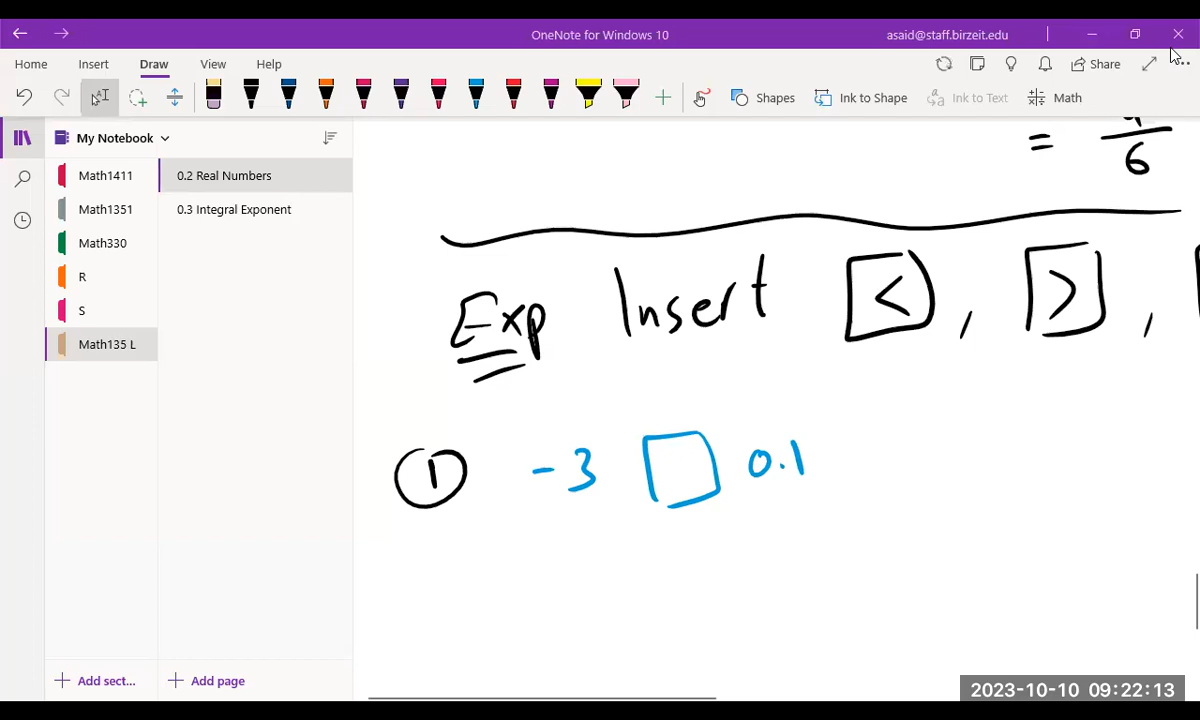 OneNote for Windows 10
asaid@staff.birzeit.edu
Home Insert Draw View Help
Share
Shapes Ink to Shape Ink to Text Math
My Notebook
Math1411
Math1351
Math330
R
S
Math135 L
0.2 Real Numbers
0.3 Integral Exponent
= 6
Exp Insert < , > ,
1 -3 □ 0.1
+ Add sect... + Add page
2023-10-10 09:22:13